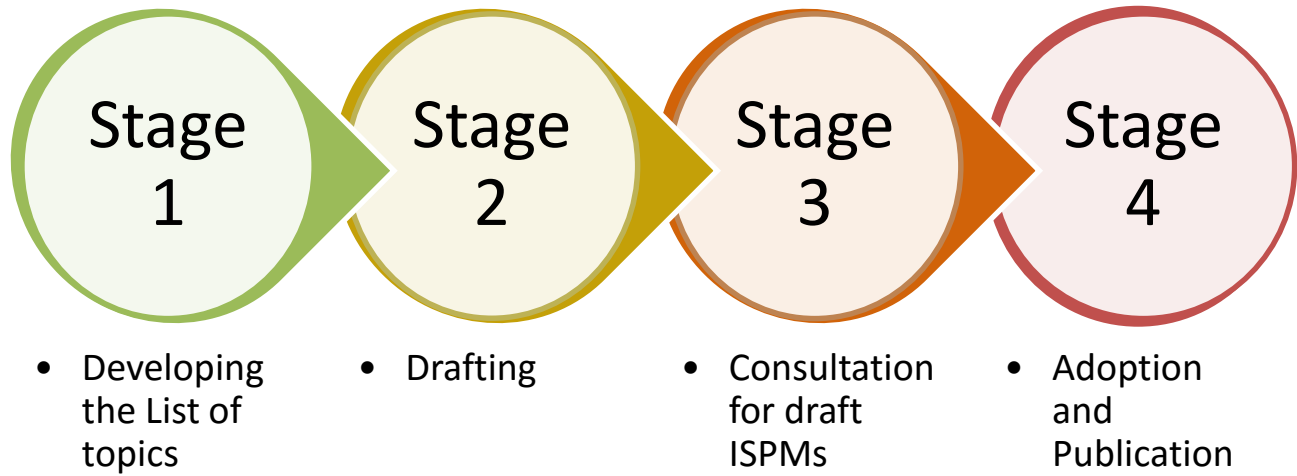 Stage
1
Stage
2
Stage
3
Stage
4
• Developing
the List of
topics
• Drafting
• Consultation
for draft
ISPMs
• Adoption
and
Publication